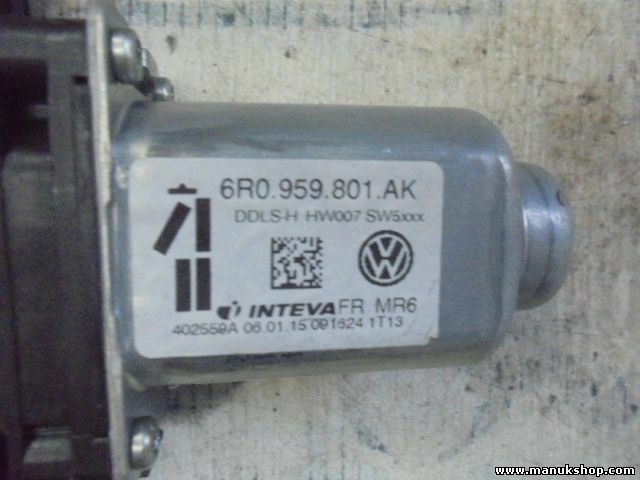 6R0.959.801.AK
DDLS-H HW007 SW5xxx
INTEVA FR MR6
402559A 06.01.15 091624 1T13
www.manukshop.com